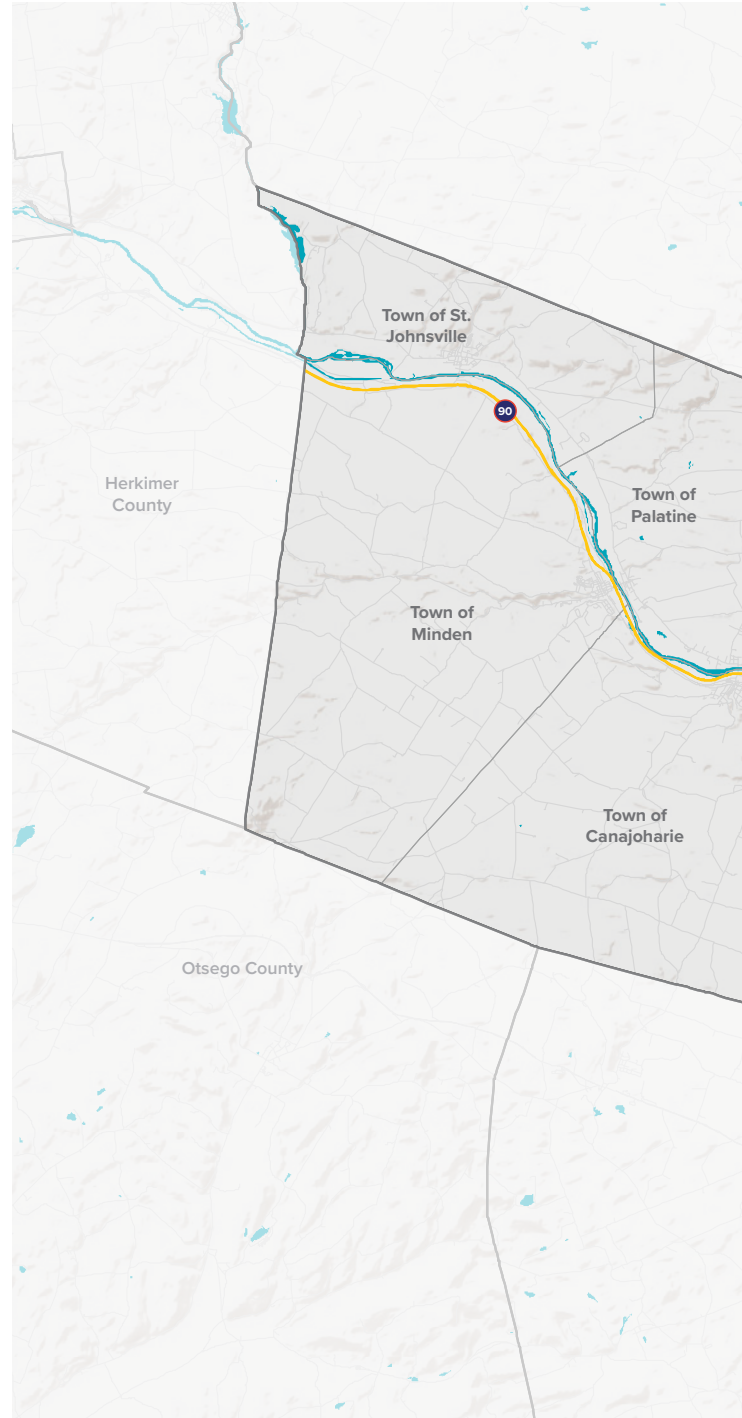 Town of St.
Johnsville
90
Herkimer
County
Town of
Palatine
Town of
Minden
Town of
Canajoharie
Otsego County